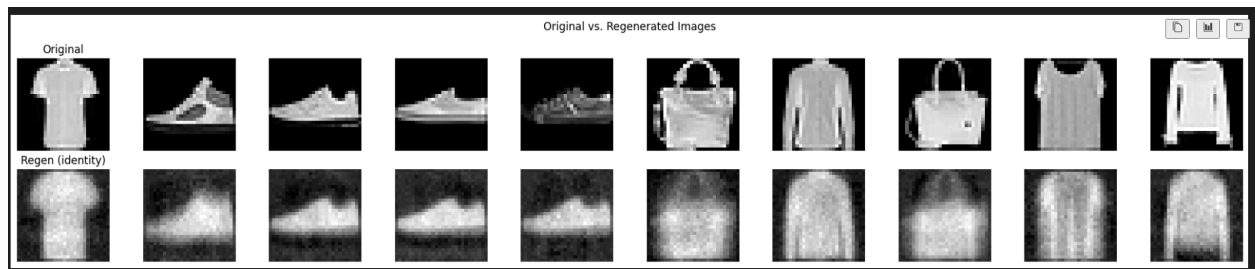 Original vs. Regenerated Images
Original
Regen (identity)